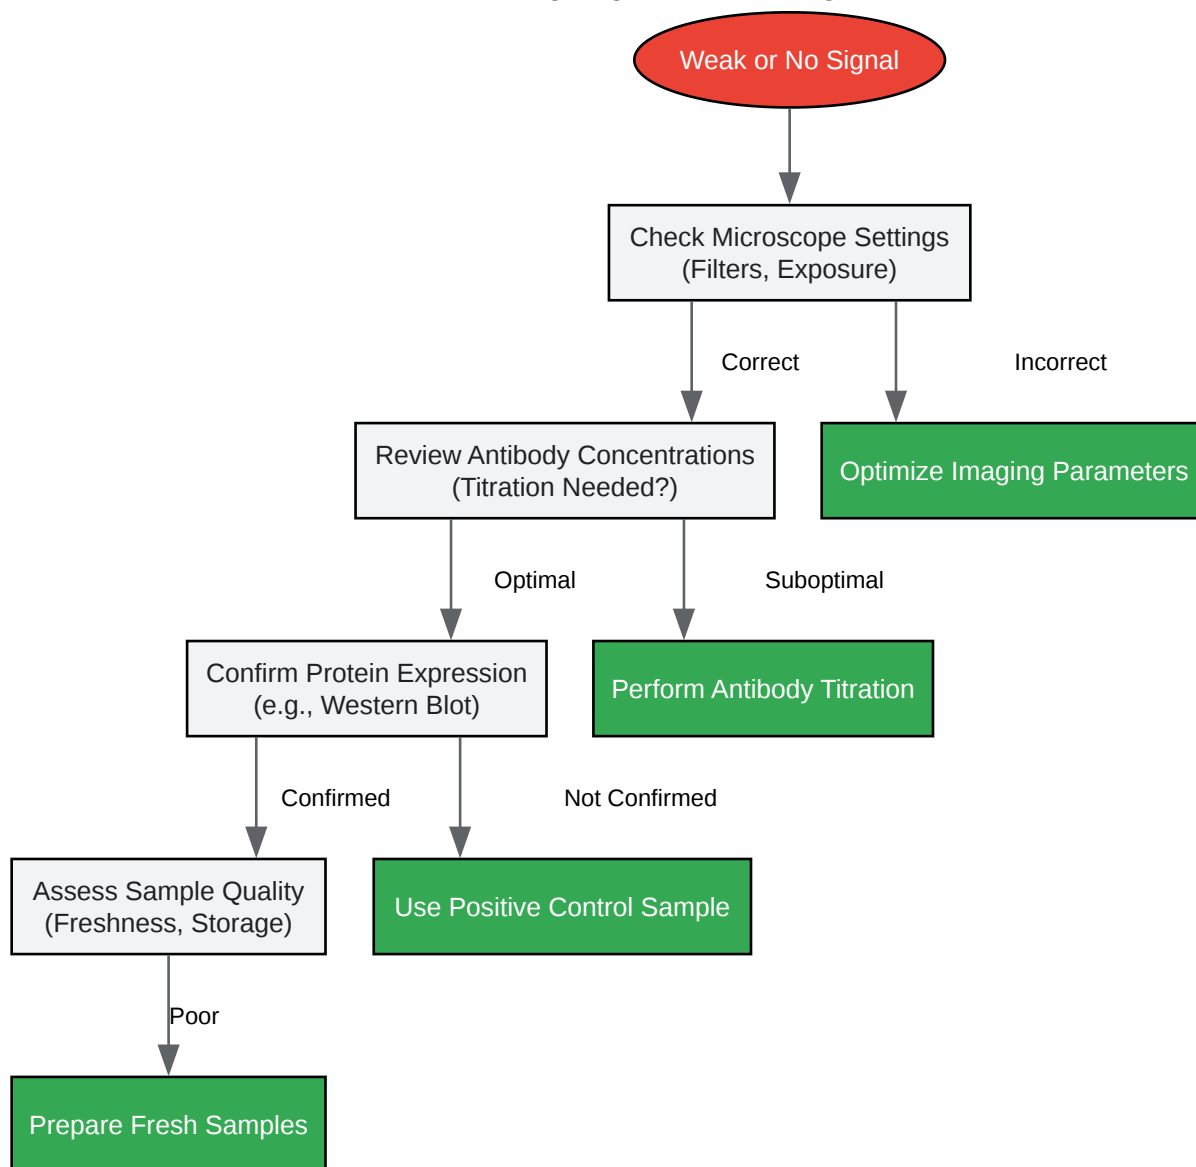 Weak or No Signal
Check Microscope Settings
(Filters, Exposure)
Correct
Incorrect
Review Antibody Concentrations
(Titration Needed?)
Optimize Imaging Parameters
Optimal
Suboptimal
Confirm Protein Expression
(e.g., Western Blot)
Perform Antibody Titration
Confirmed
Not Confirmed
Assess Sample Quality
(Freshness, Storage)
Use Positive Control Sample
Poor
Prepare Fresh Samples